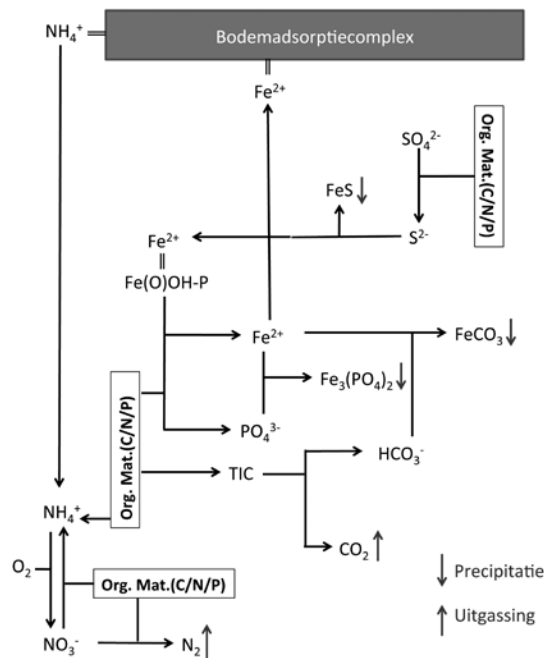 NH₄⁺
Bodemadsorptiecomplex
Fe²⁺
SO₄²⁻
Org. Mat.(C/N/P)
FeS
Fe²⁺
S²⁻
Fe(O)OH-P
Fe²⁺
FeCO₃
Fe₃(PO₄)₂
Org. Mat.(C/N/P)
PO₄³⁻
HCO₃⁻
TIC
NH₄⁺
CO₂
O₂
Org. Mat.(C/N/P)
Precipitatie
NO₃⁻
N₂
Uitgassing